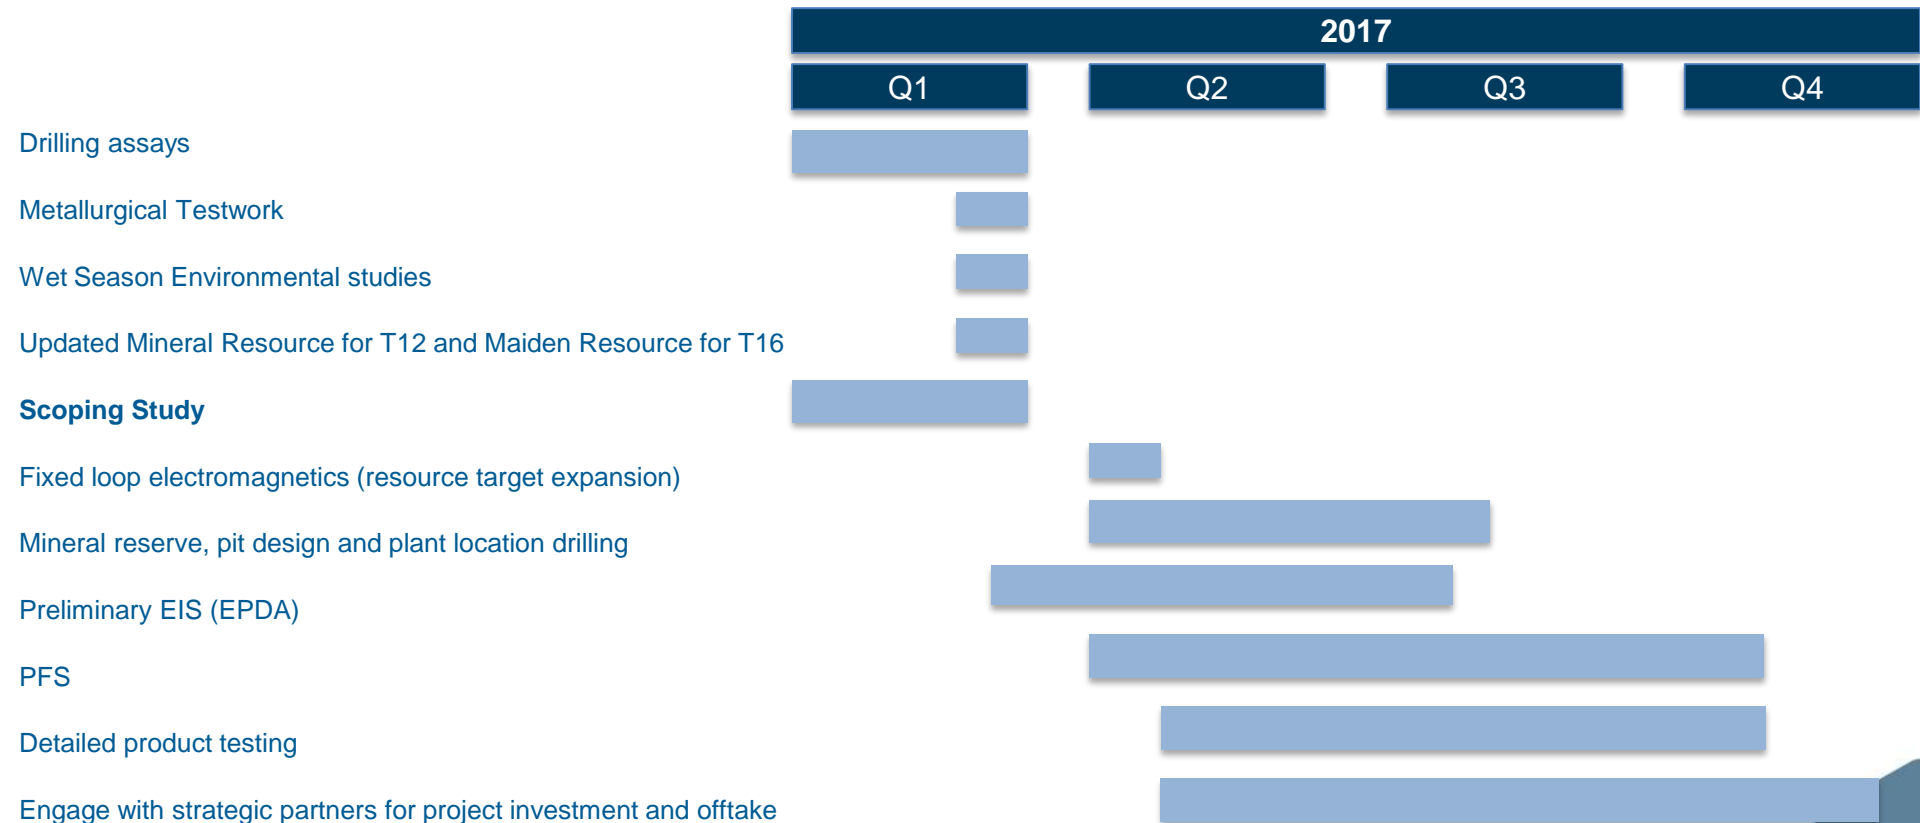 2017
Q1 Q2 Q3 Q4
Drilling assays
Metallurgical Testwork
Wet Season Environmental studies
Updated Mineral Resource for T12 and Maiden Resource for T16
Scoping Study
Fixed loop electromagnetics (resource target expansion)
Mineral reserve, pit design and plant location drilling
Preliminary EIS (EPDA)
PFS
Detailed product testing
Engage with strategic partners for project investment and offtake